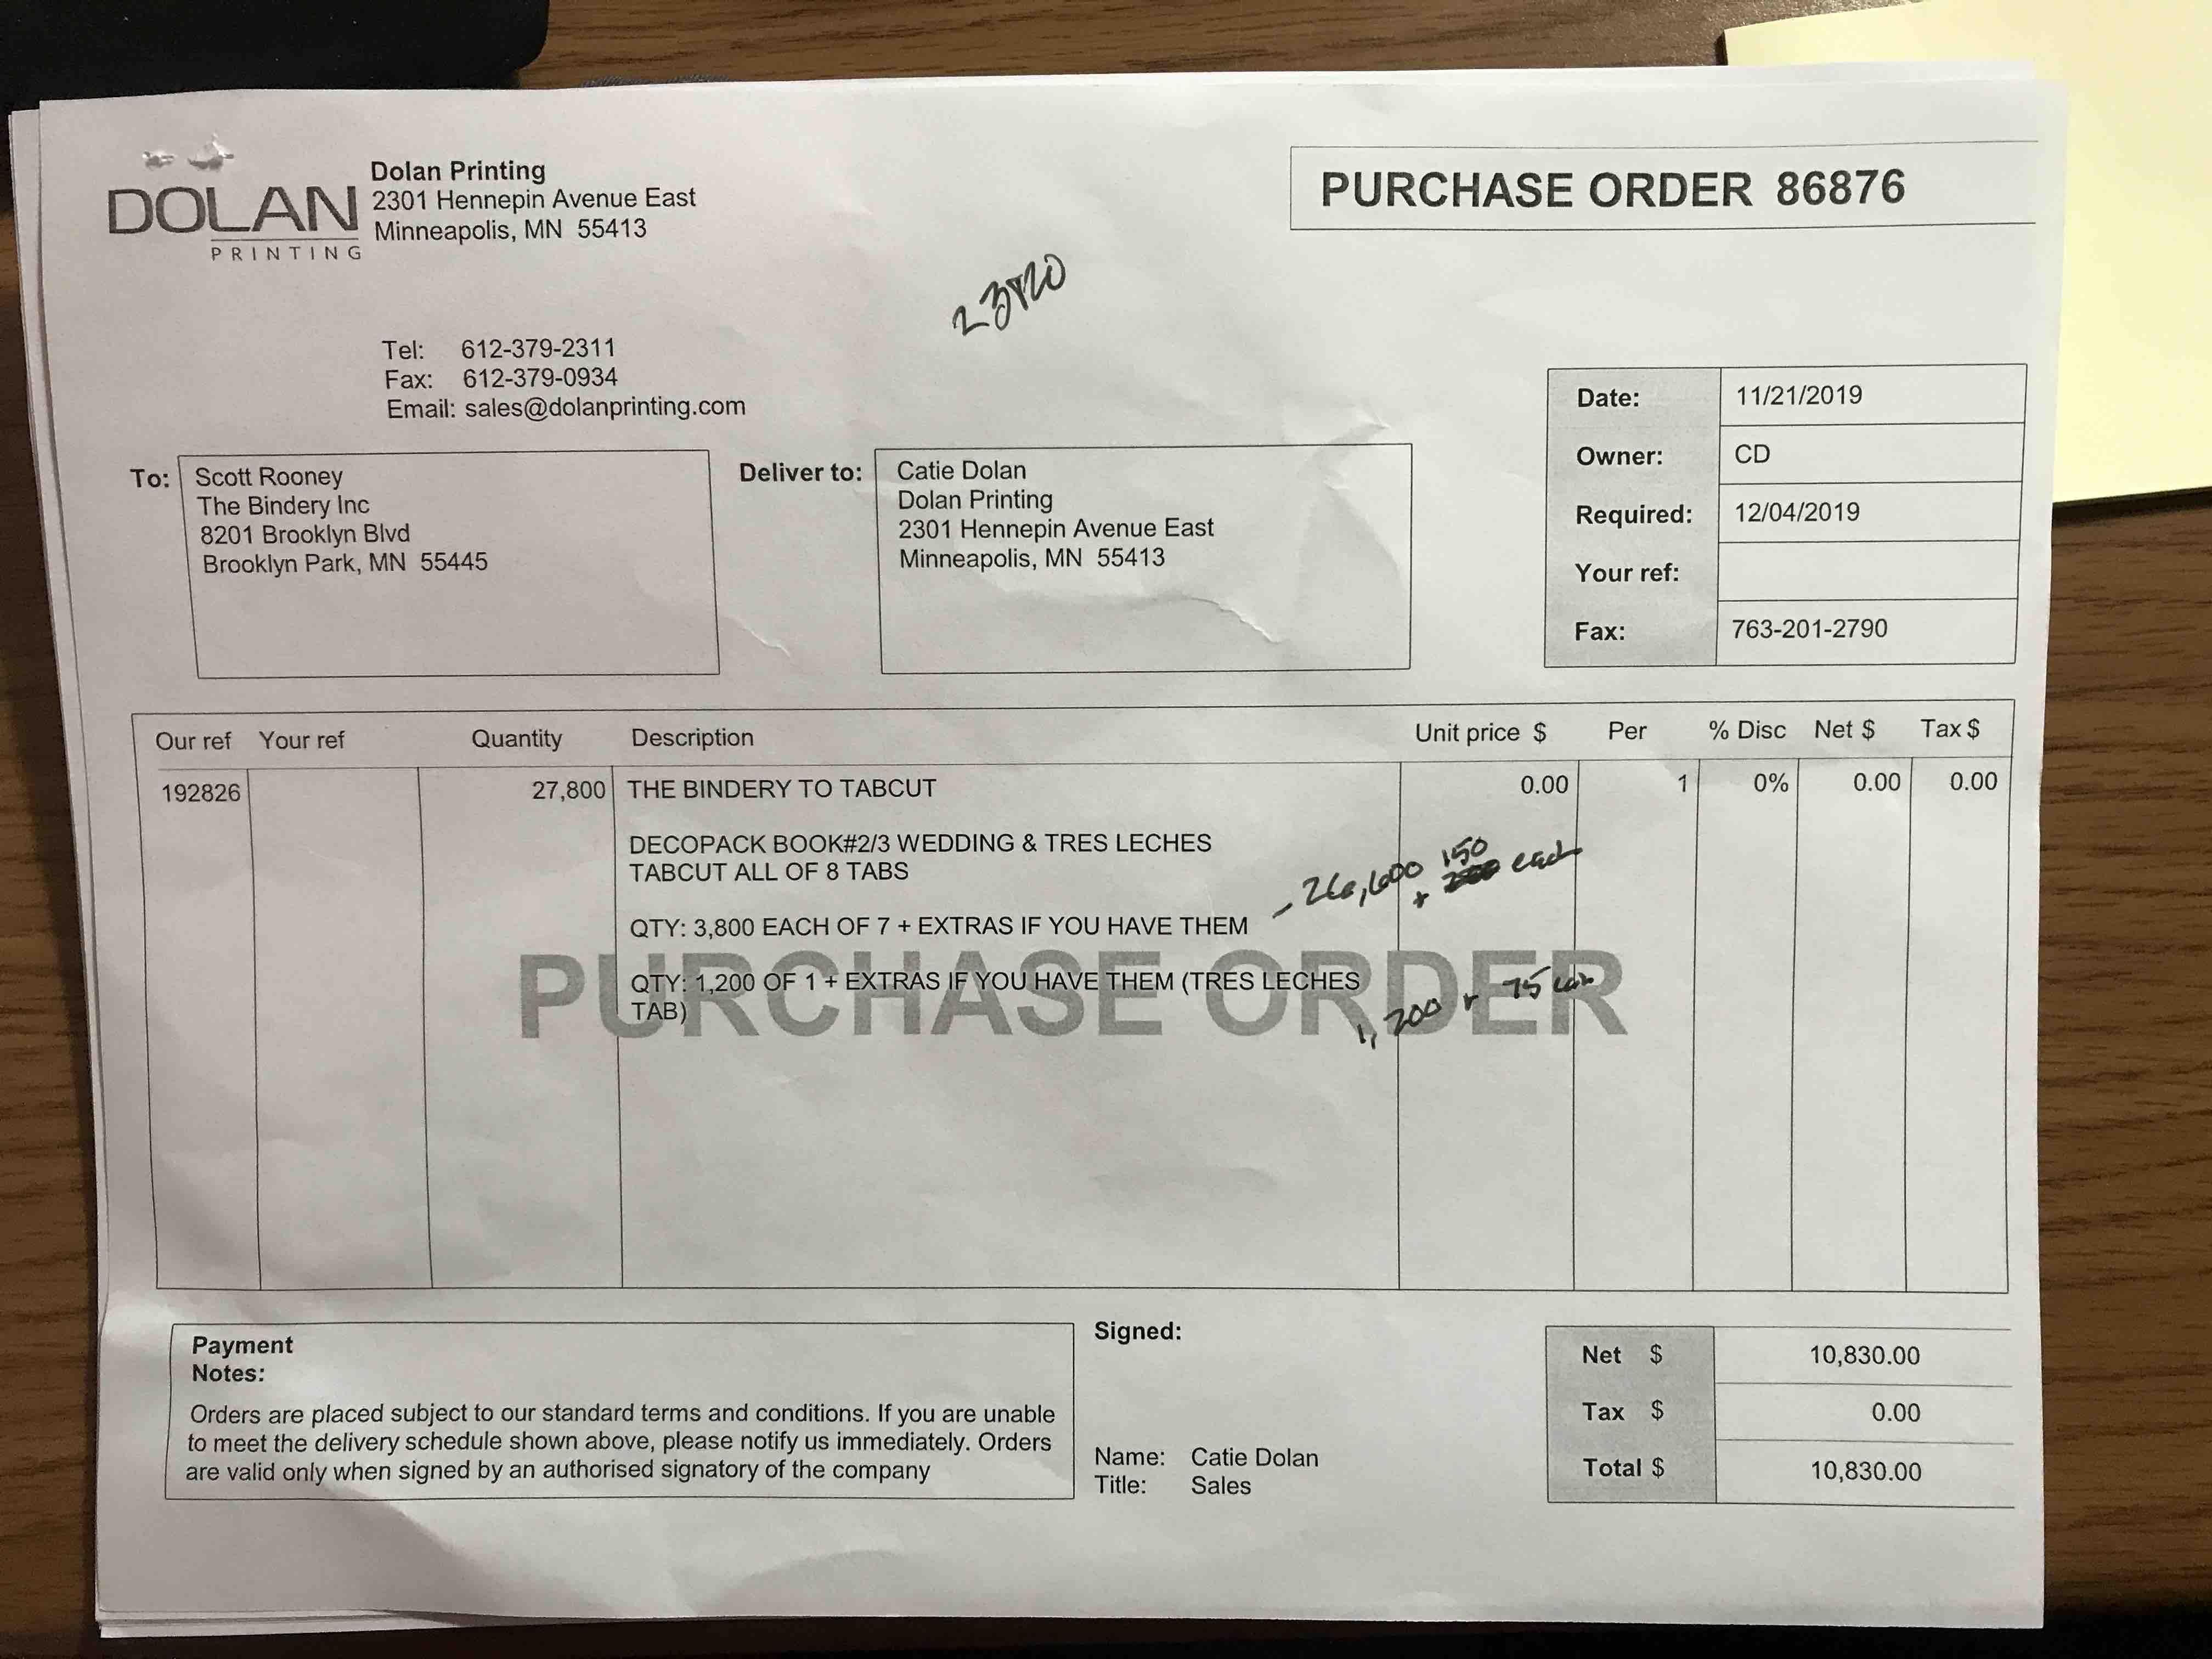 DOLAN
PRINTING
Dolan Printing
2301 Hennepin Avenue East
Minneapolis, MN 55413
PURCHASE ORDER 86876
Tel: 612-379-2311
Fax: 612-379-0934
Email: sales@dolanprinting.com
Date: 11/21/2019
Owner: CD
Required: 12/04/2019
Your ref:
Fax: 763-201-2790
To: Scott Rooney
The Bindery Inc
8201 Brooklyn Blvd
Brooklyn Park, MN 55445
Deliver to: Catie Dolan
Dolan Printing
2301 Hennepin Avenue East
Minneapolis, MN 55413
Our ref Your ref Quantity Description Unit price $ Per % Disc Net $ Tax $
192826 27,800 THE BINDERY TO TABCUT 0.00 1 0% 0.00 0.00
DECOPACK BOOK#2/3 WEDDING & TRES LECHES
TABCUT ALL OF 8 TABS
150
+ each
QTY: 3,800 EACH OF 7 + EXTRAS IF YOU HAVE THEM
QTY: 1,200 OF 1 + EXTRAS IF YOU HAVE THEM (TRES LECHES
TAB)
1,200 + 75
PURCHASE ORDER
Payment
Notes:
Orders are placed subject to our standard terms and conditions. If you are unable
to meet the delivery schedule shown above, please notify us immediately. Orders
are valid only when signed by an authorised signatory of the company
Signed:
Name: Catie Dolan
Title: Sales
Net $ 10,830.00
Tax $ 0.00
Total $ 10,830.00